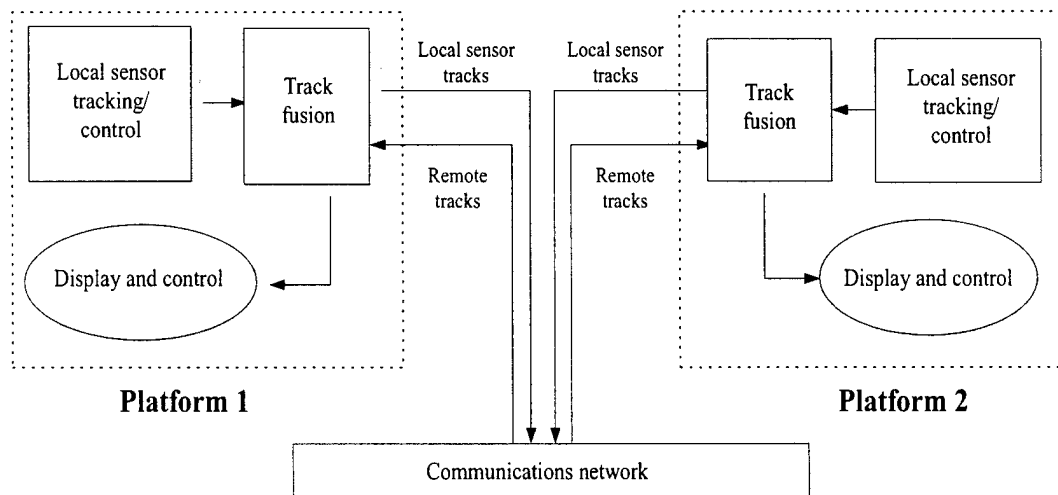 Local sensor
tracking/
control
Track
fusion
Local sensor
tracks
Remote
tracks
Display and control
Platform 1
Local sensor
tracks
Remote
tracks
Track
fusion
Local sensor
tracking/
control
Display and control
Platform 2
Communications network